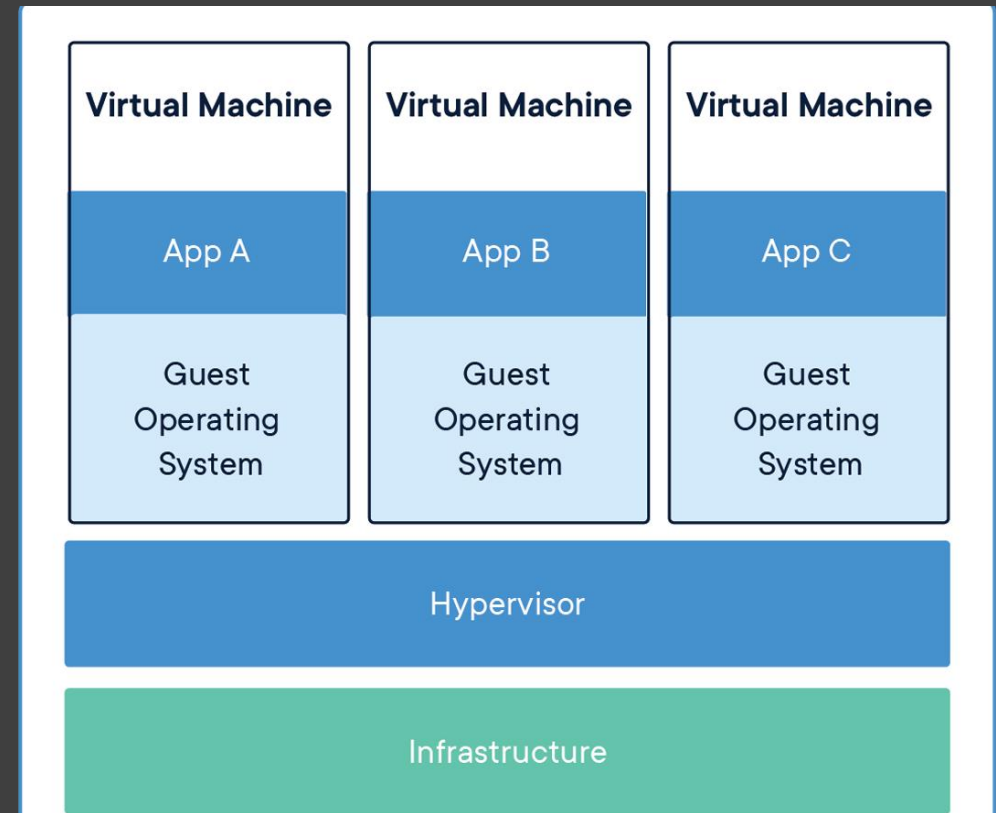 Virtual Machine
Virtual Machine
Virtual Machine
App A
App B
App C
Guest
Operating
System
Guest
Operating
System
Guest
Operating
System
Hypervisor
Infrastructure